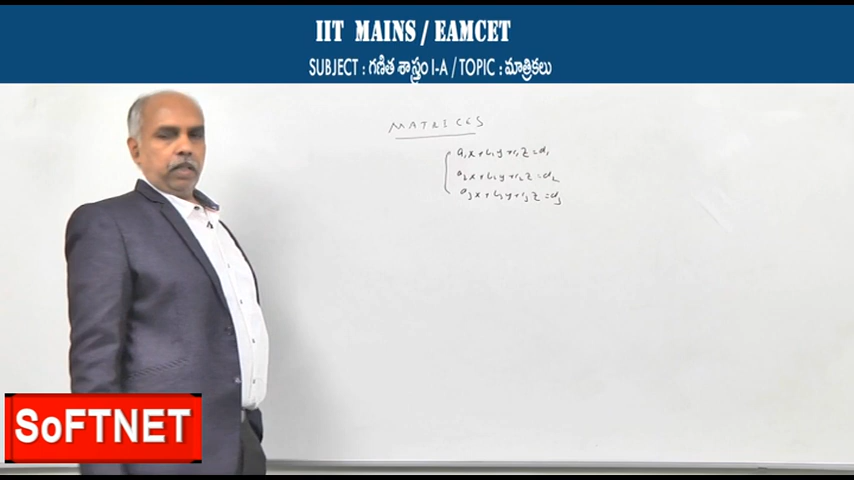 IIT MAINS / EAMCET
SUBJECT : గణిత శాస్త్రం I-A / TOPIC : మాత్రికలు
MATRICES
a₁x + b₁y + c₁z = d₁
a₂x + b₂y + c₂z = d₂
a₃x + b₃y + c₃z = d₃
SoFTNET